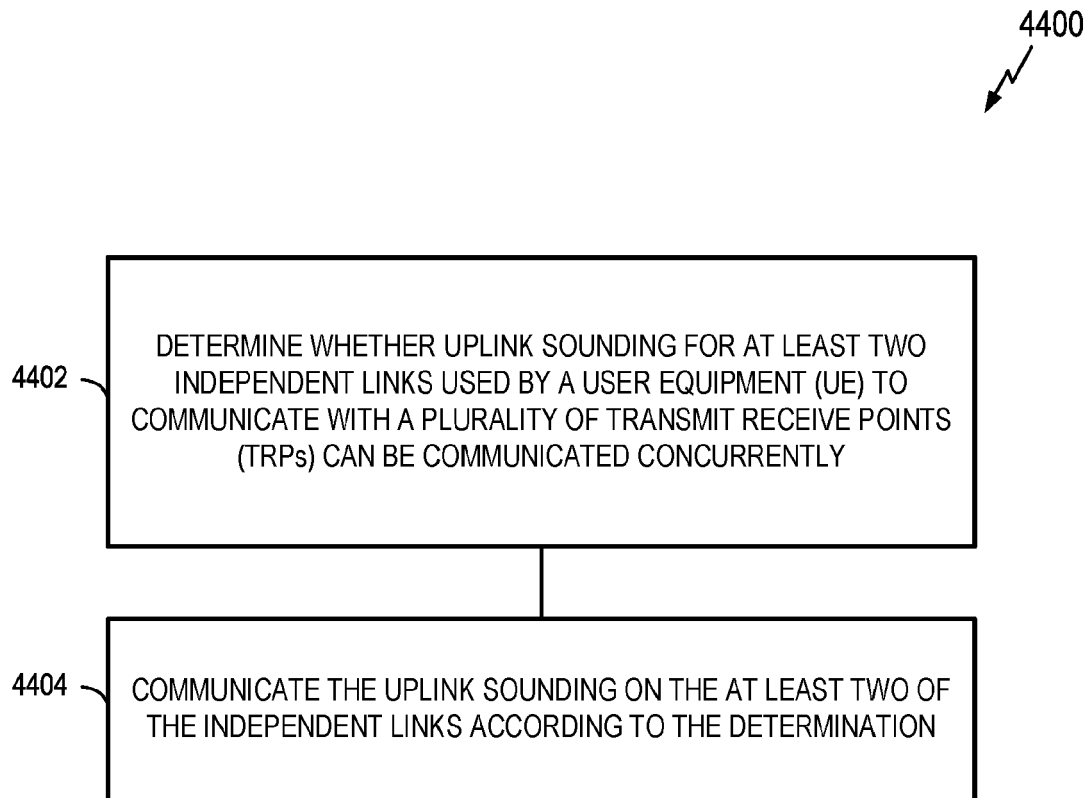 4400
4402
DETERMINE WHETHER UPLINK SOUNDING FOR AT LEAST TWO
INDEPENDENT LINKS USED BY A USER EQUIPMENT (UE) TO
COMMUNICATE WITH A PLURALITY OF TRANSMIT RECEIVE POINTS
(TRPs) CAN BE COMMUNICATED CONCURRENTLY
4404
COMMUNICATE THE UPLINK SOUNDING ON THE AT LEAST TWO OF
THE INDEPENDENT LINKS ACCORDING TO THE DETERMINATION